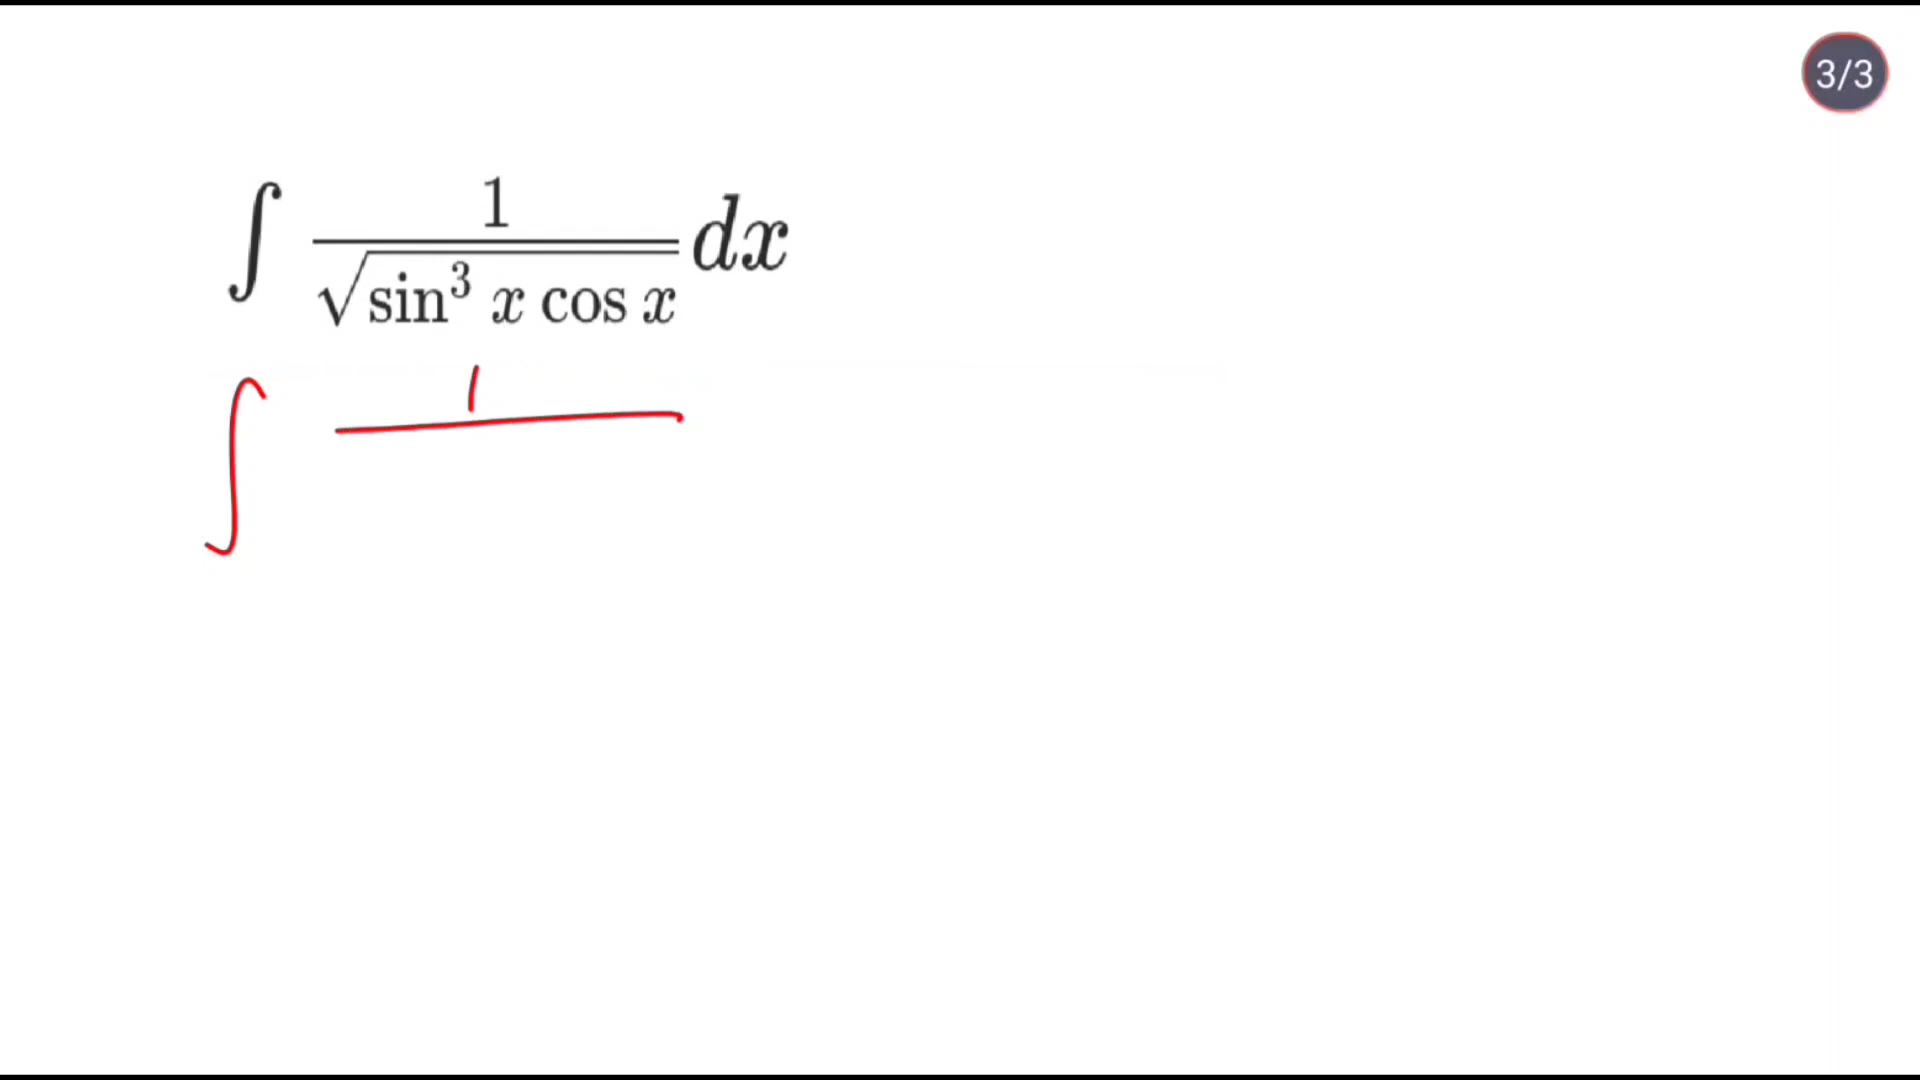 3/3
∫ 1/√(sin³ x cos x) dx
∫ 1/